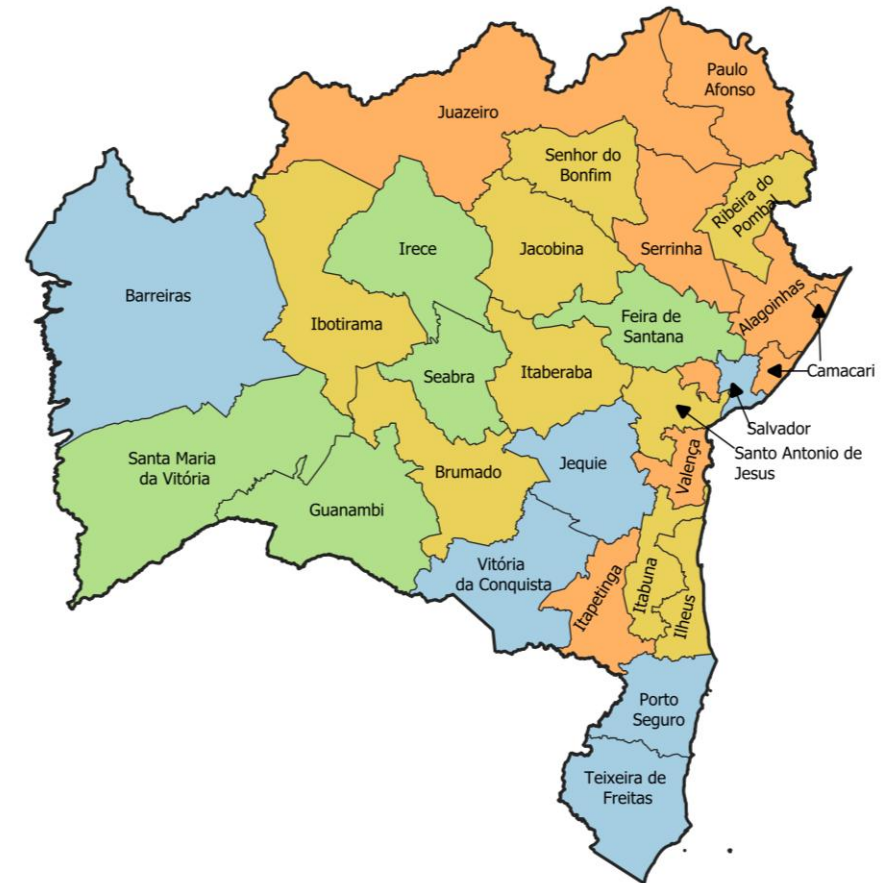 Paulo
Afonso
Juazeiro
Senhor do
Bonfim
Ribeira do
Pombal
Irece
Jacobina
Serrinha
Barreiras
Ibotirama
Feira de
Santana
Alagoinhas
Seabra
Itaberaba
Camacari
Salvador
Santo Antonio de
Jesus
Santa Maria
da Vitória
Brumado
Jequie
Valença
Guanambi
Vitória
da Conquista
Itapetinga
Itabuna
Ilheus
Porto
Seguro
Teixeira de
Freitas